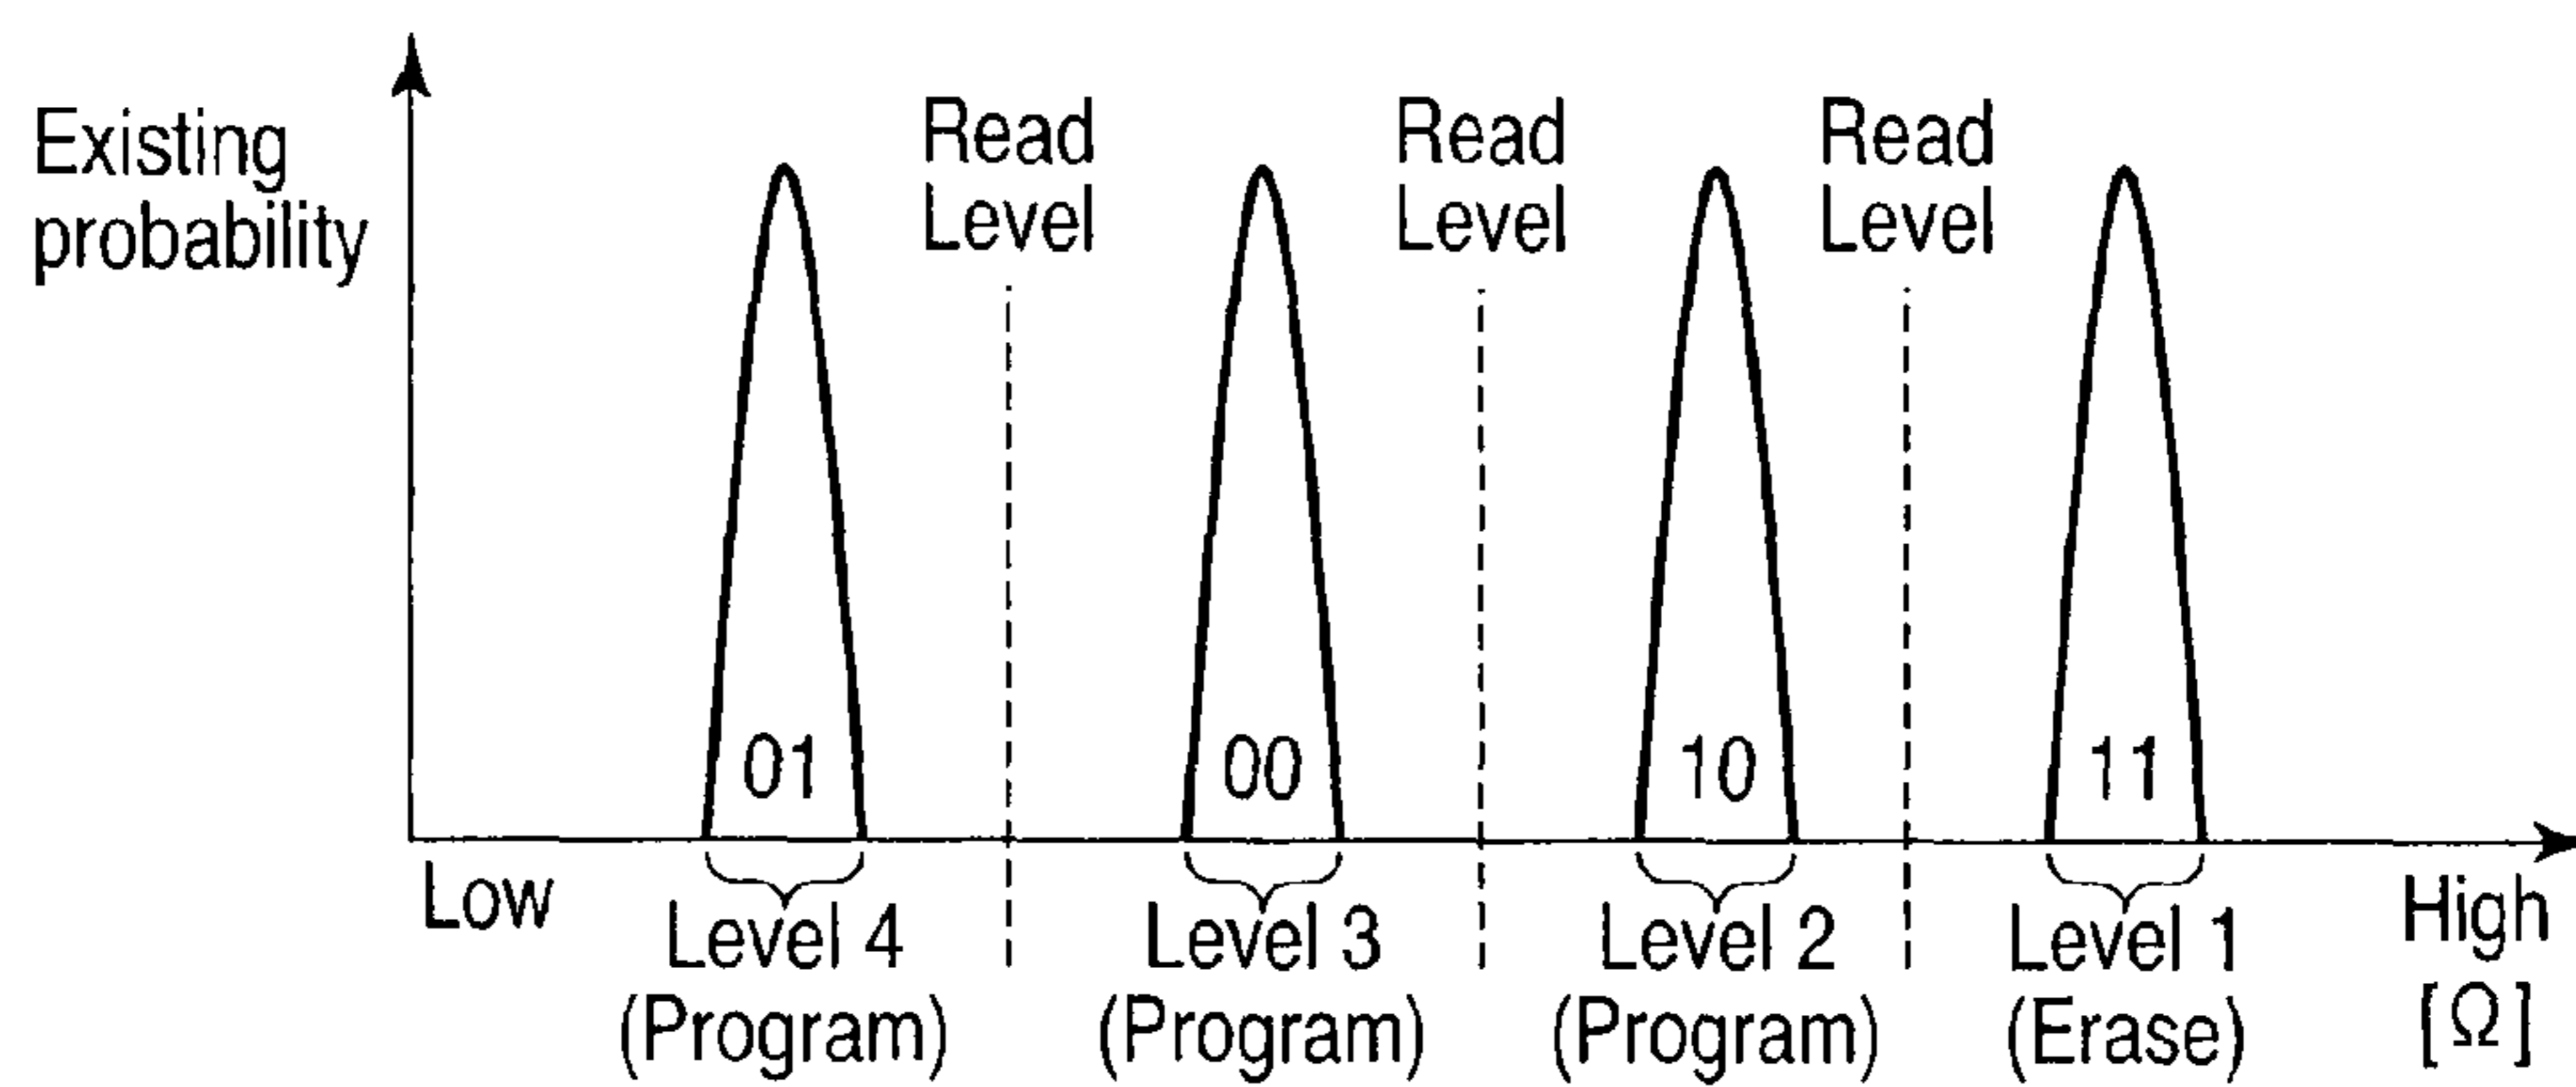 Existing
probability
Read
Level
Read
Level
Read
Level
01
00
10
11
Low
Level 4
(Program)
Level 3
(Program)
Level 2
(Program)
Level 1
(Erase)
High
[Ω]